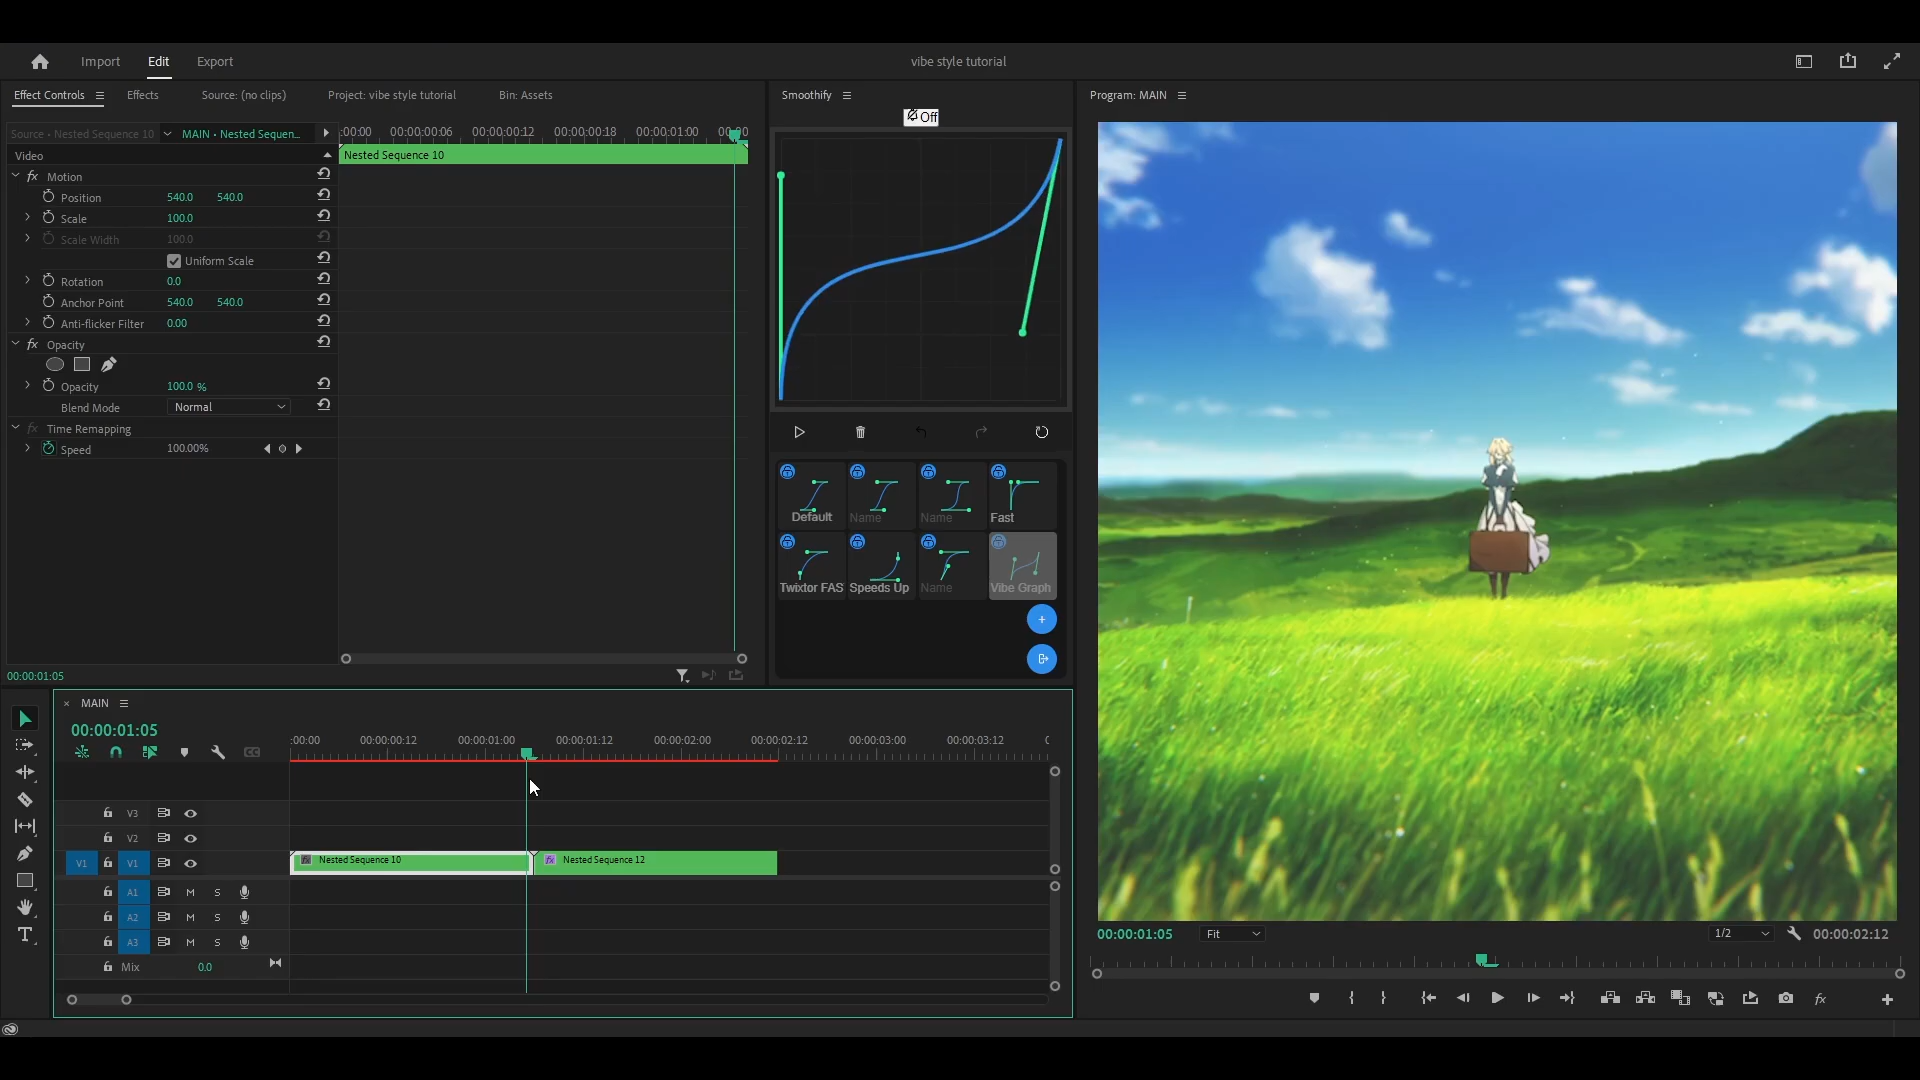 Import Edit Export vibe style tutorial
Effect Controls Effects Source: (no clips) Project: vibe style tutorial Bin: Assets
Source • Nested Sequence 10 MAIN • Nested Sequen...
:00:00 00:00:00:06 00:00:00:12 00:00:00:18 00:00:01:00 00:00
Video
Nested Sequence 10
fx Motion
Position 540.0 540.0
Scale 100.0
Scale Width 100.0
Uniform Scale
Rotation 0.0
Anchor Point 540.0 540.0
Anti-flicker Filter 0.00
fx Opacity
Opacity 100.0 %
Blend Mode Normal
fx Time Remapping
Speed 100.00%
00:00:01:05
Smoothify
Off
Default Name Name Fast
Twixtor FAS Speeds Up Name Vibe Graph
+
Program: MAIN
00:00:01:05 Fit 1/2 00:00:02:12
fx
× MAIN
00:00:01:05
:00:00 00:00:00:12 00:00:01:00 00:00:01:12 00:00:02:00 00:00:02:12 00:00:03:00 00:00:03:12 0
CC
V3
V2
V1 V1 fx Nested Sequence 10 fx Nested Sequence 12
A1 M S
A2 M S
A3 M S
Mix 0.0
T